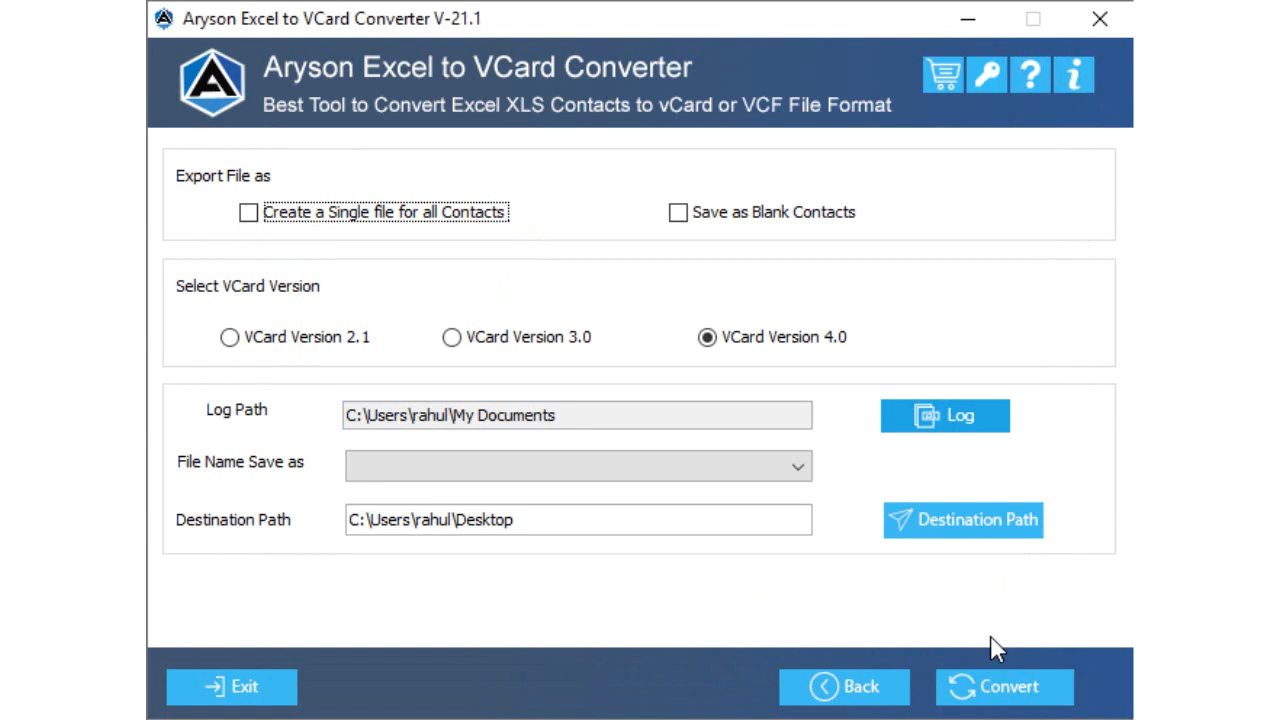 Aryson Excel to VCard Converter V-21.1
Aryson Excel to VCard Converter
Best Tool to Convert Excel XLS Contacts to vCard or VCF File Format
Export File as
Create a Single file for all Contacts
Save as Blank Contacts
Select VCard Version
VCard Version 2.1
VCard Version 3.0
VCard Version 4.0
Log Path
C:\Users\rahul\My Documents
Log
File Name Save as
Destination Path
C:\Users\rahul\Desktop
Destination Path
Exit
Back
Convert